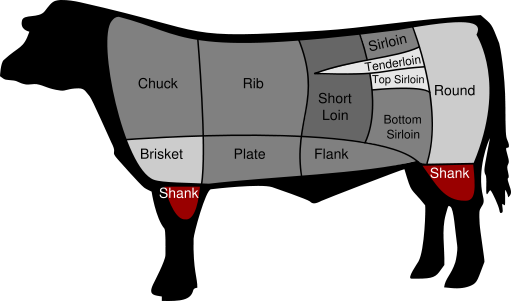 Sirloin
Tenderloin
Top Sirloin
Chuck
Rib
Short
Loin
Round
Bottom
Sirloin
Brisket
Plate
Flank
Shank
Shank